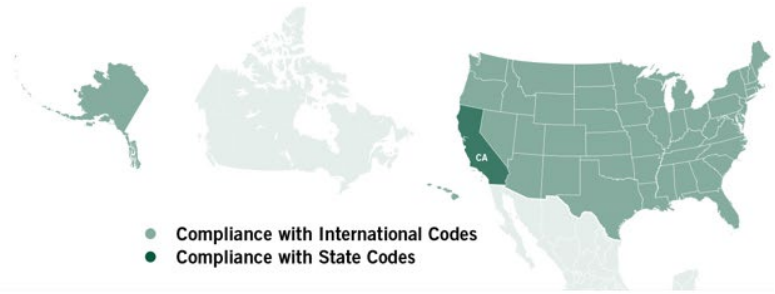 CA
Compliance with International Codes
Compliance with State Codes